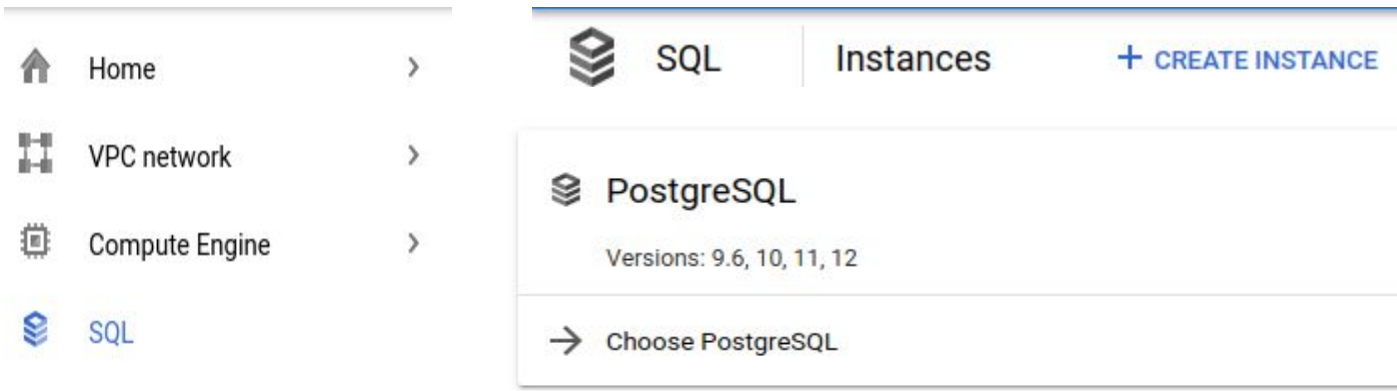 Home
VPC network
Compute Engine
SQL
SQL Instances + CREATE INSTANCE
PostgreSQL
Versions: 9.6, 10, 11, 12
Choose PostgreSQL